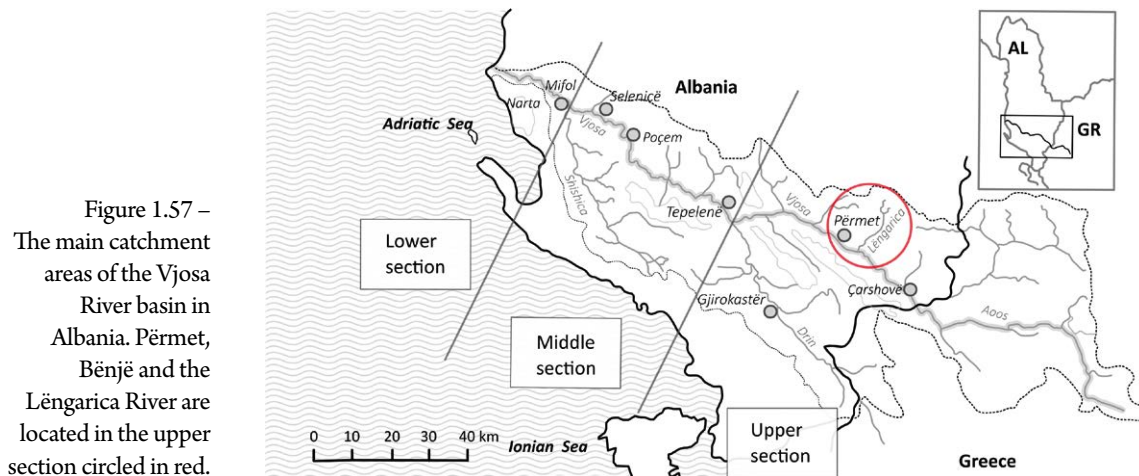 Figure 1.57 –
The main catchment
areas of the Vjosa
River basin in
Albania. Përmet,
Bënjë and the
Lëngarica River are
located in the upper
section circled in red.
AL
GR
Albania
Mifol
Selenicë
Narta
Vjosa
Adriatic Sea
Poçem
Shishica
Tepelenë
Vjosa
Përmet
Lëngarica
Lower
section
Çarshovë
Gjirokastër
Aoos
Drin
Middle
section
Upper
section
0 10 20 30 40 km
Ionian Sea
Greece